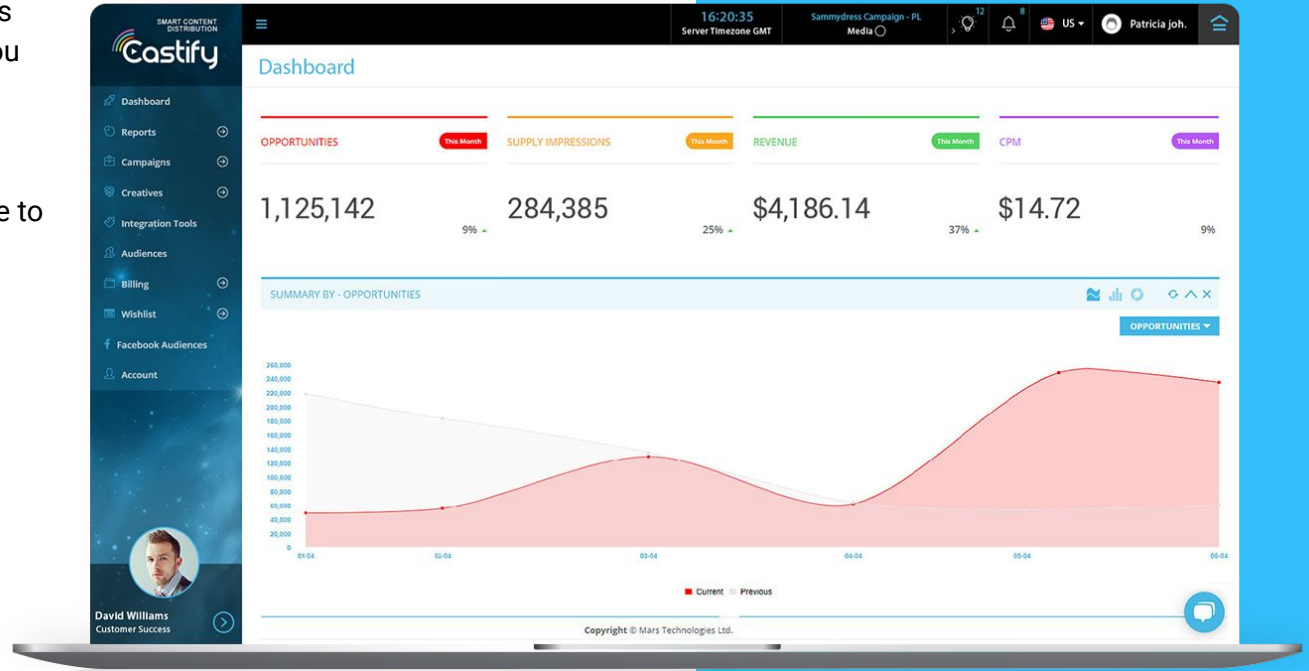 s
ou
e to
SMART CONTENT
DISTRIBUTION
Castify
Dashboard
Reports
Campaigns
Creatives
Integration Tools
Audiences
Billing
Wishlist
Facebook Audiences
Account
David Williams
Customer Success
16:20:35
Server Timezone GMT
Sammydress Campaign - PL
Media
12
8
US
Patricia joh.
Dashboard
OPPORTUNITIES
This Month
1,125,142
9%
SUPPLY IMPRESSIONS
This Month
284,385
25%
REVENUE
This Month
$4,186.14
37%
CPM
This Month
$14.72
9%
SUMMARY BY - OPPORTUNITIES
OPPORTUNITIES
260,000
240,000
220,000
200,000
180,000
160,000
140,000
120,000
100,000
80,000
60,000
40,000
20,000
0
01-04 02-04 03-04 04-04 05-04 06-04
Current Previous
Copyright © Mars Technologies Ltd.